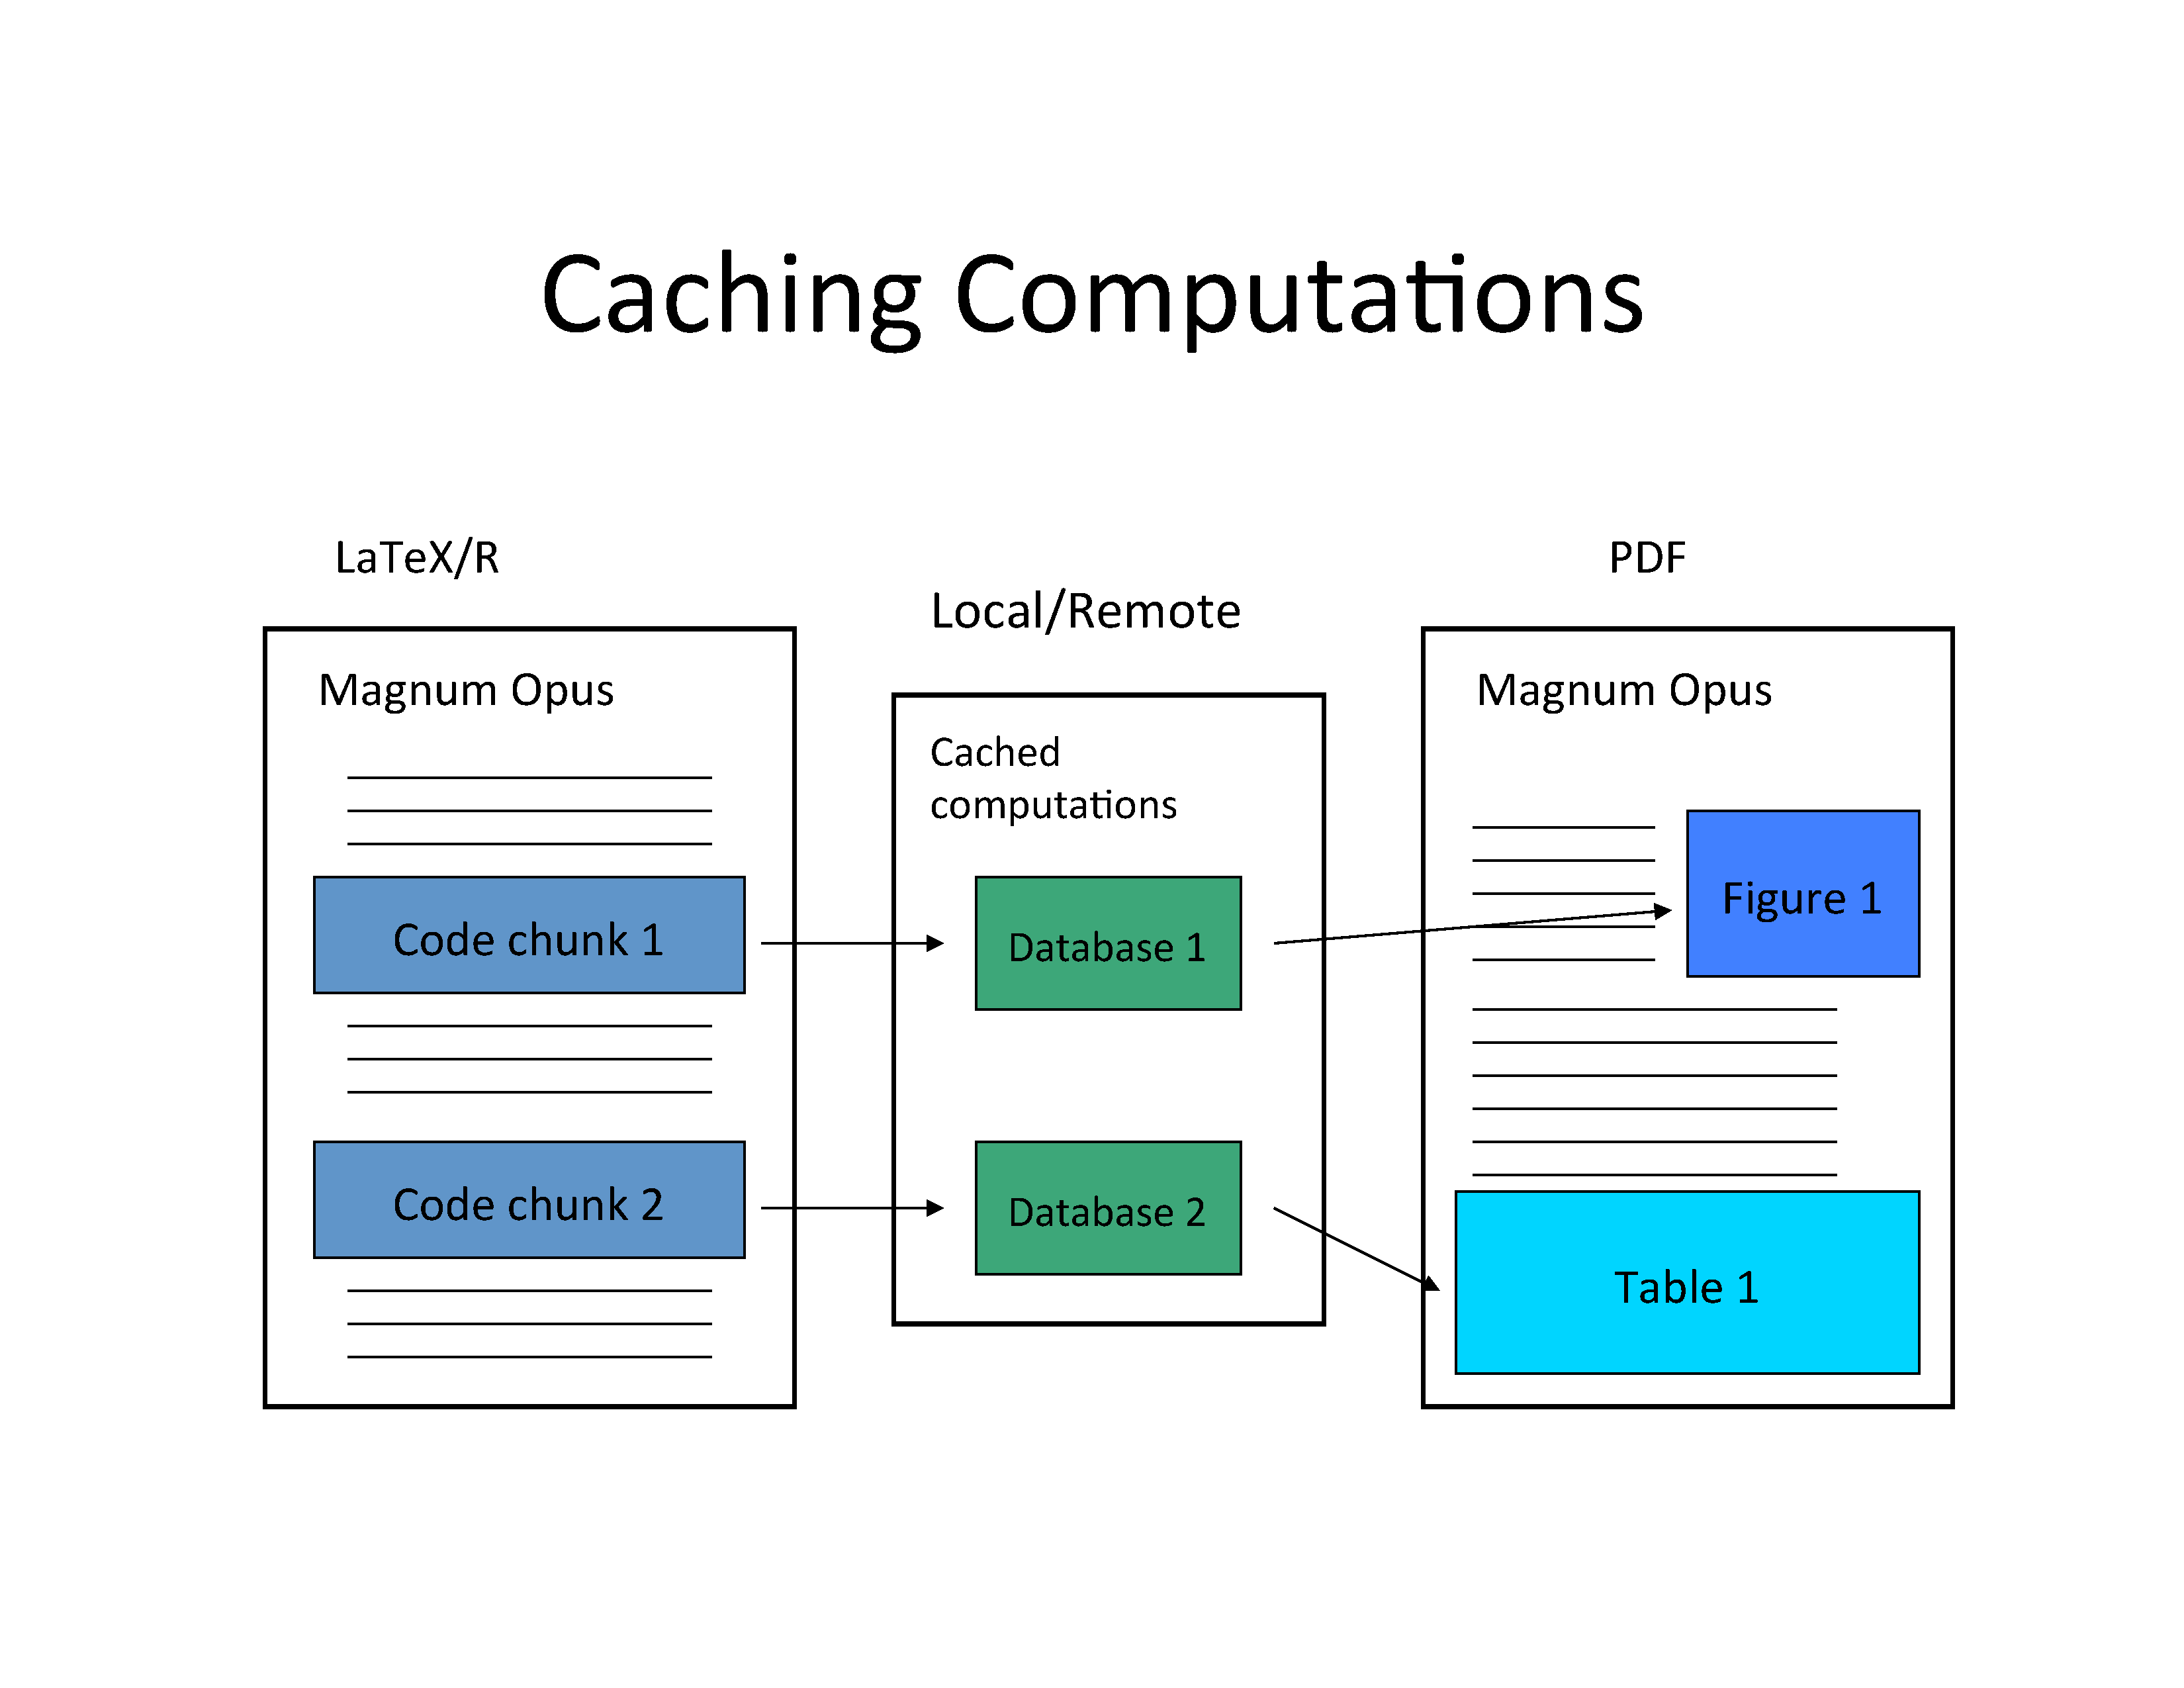 Caching Computations
LaTeX/R
Magnum Opus
Code chunk 1
Code chunk 2
Local/Remote
Cached
computations
Database 1
Database 2
PDF
Magnum Opus
Figure 1
Table 1